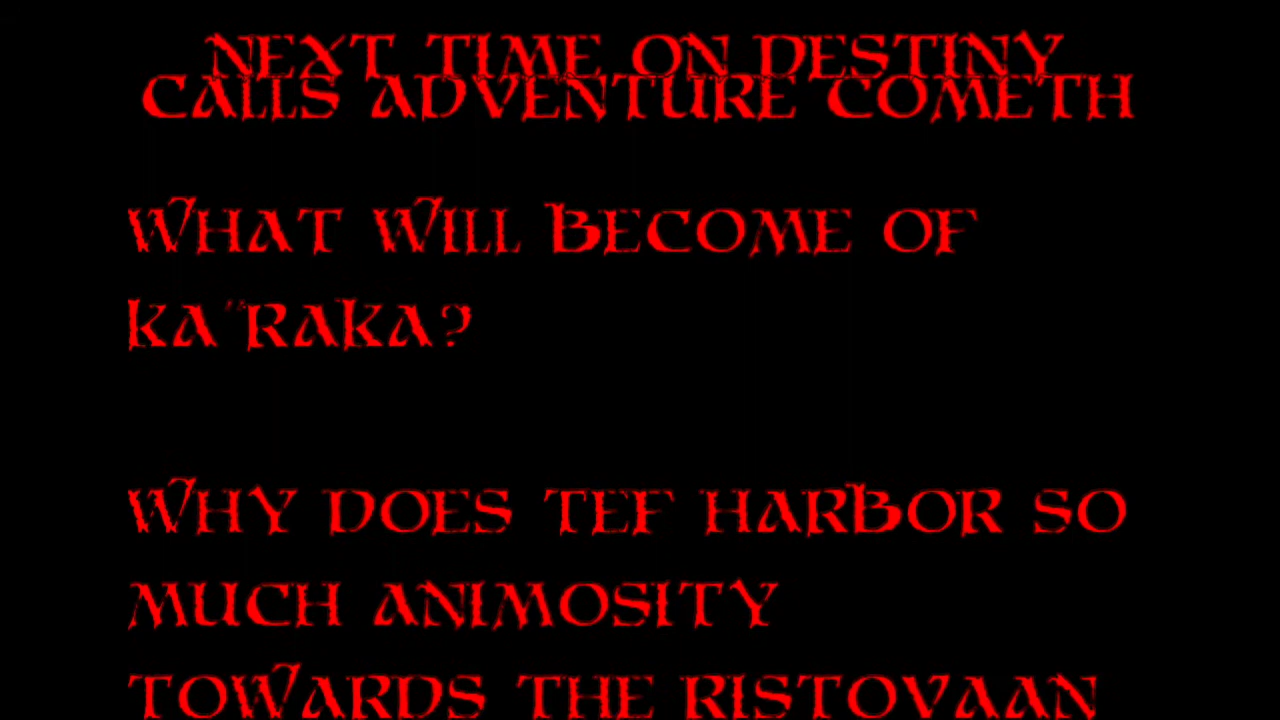 NEXT TIME ON DESTINY
CALLS ADVENTURE COMETH
WHAT WILL BECOME OF
KA"RAKA?
WHY DOES TEF HARBOR SO
MUCH ANIMOSITY
TOWARDS THE RISTOVAAN